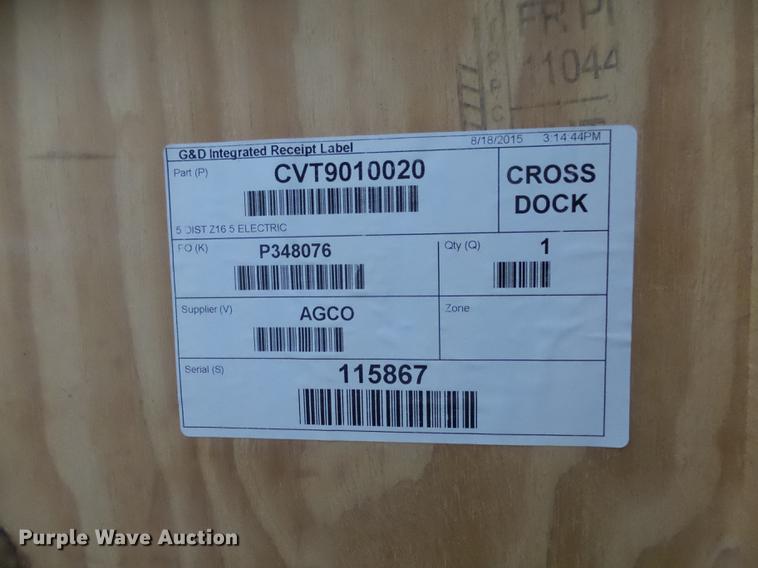 FR P
11044
G&D Integrated Receipt Label
8/18/2015 3:14:44PM
Part (P)
CVT9010020
CROSS
DOCK
5 DIST Z16 5 ELECTRIC
PO (K)
P348076
Qty (Q)
1
Supplier (V)
AGCO
Zone
Serial (S)
115867
Purple Wave Auction